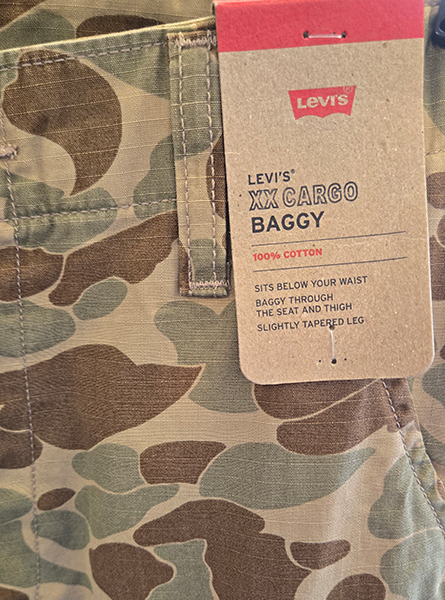 Levi's®
LEVI'S®
XX CARGO
BAGGY
100% COTTON
SITS BELOW YOUR WAIST
BAGGY THROUGH
THE SEAT AND THIGH
SLIGHTLY TAPERED LEG